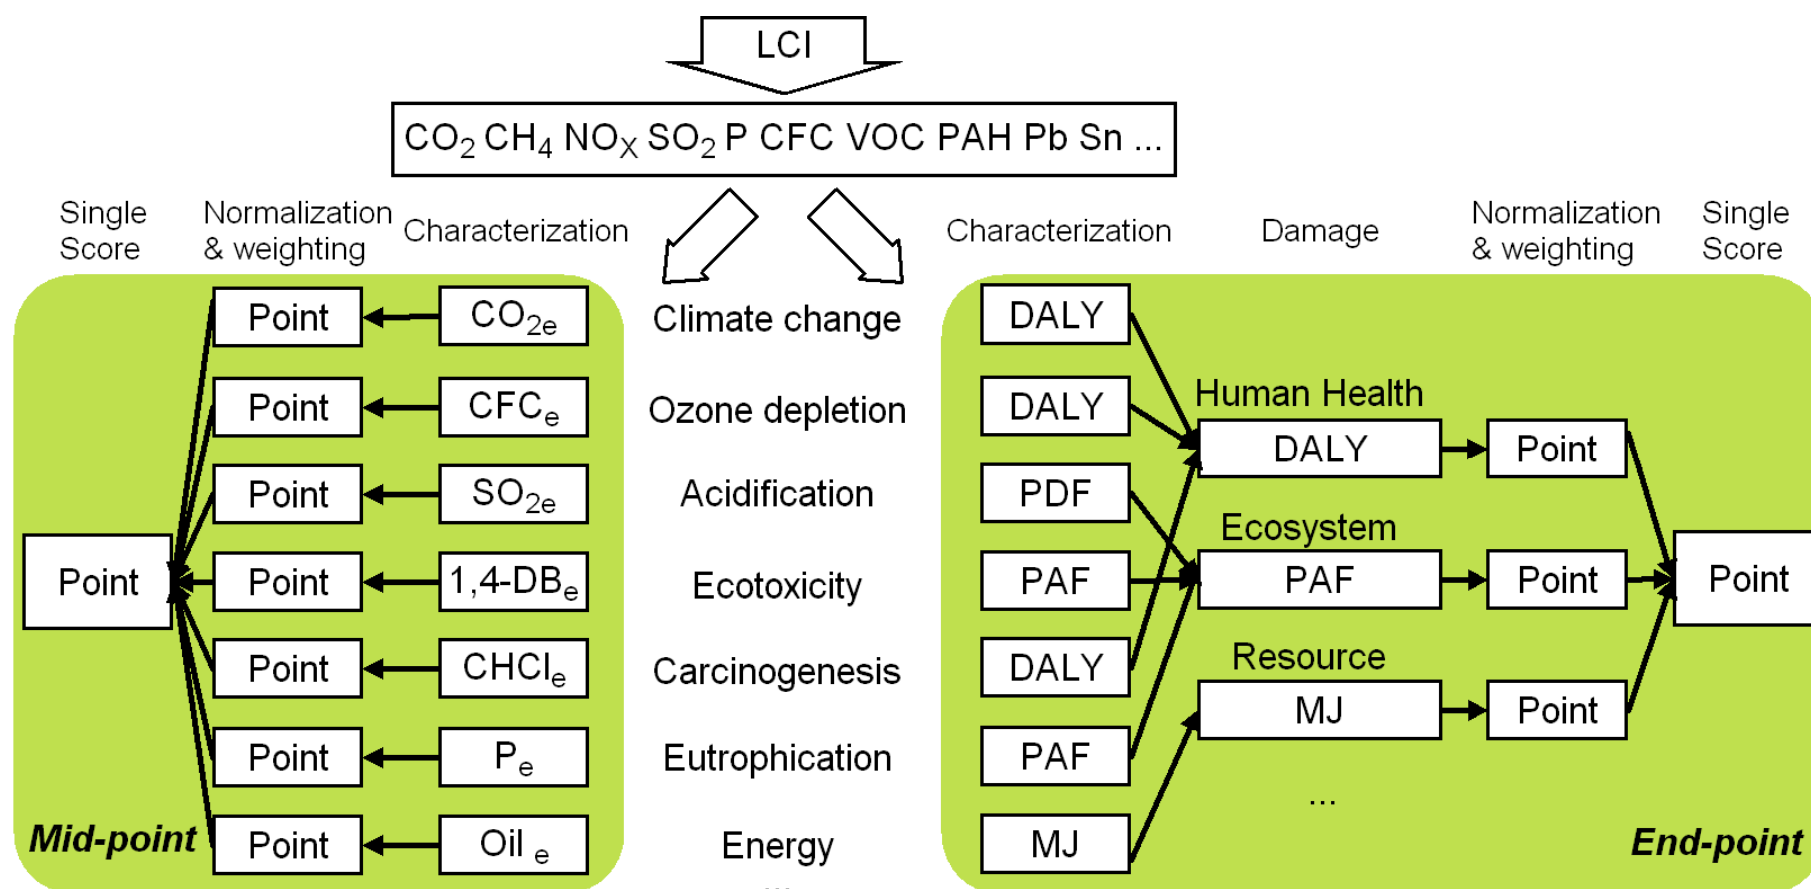 LCI
CO2 CH4 NOX SO2 P CFC VOC PAH Pb Sn ...
Single Score
Normalization & weighting
Characterization
Characterization
Damage
Normalization & weighting
Single Score
Point
CO2e
Climate change
DALY
Point
CFCe
Ozone depletion
DALY
Human Health
DALY
Point
Point
SO2e
Acidification
PDF
Ecosystem
Point
Point
1,4-DBe
Ecotoxicity
PAF
PAF
Point
Point
Point
CHCle
Carcinogenesis
DALY
Resource
MJ
Point
Point
Pe
Eutrophication
PAF
...
Mid-point
Point
Oil e
Energy
MJ
End-point
...